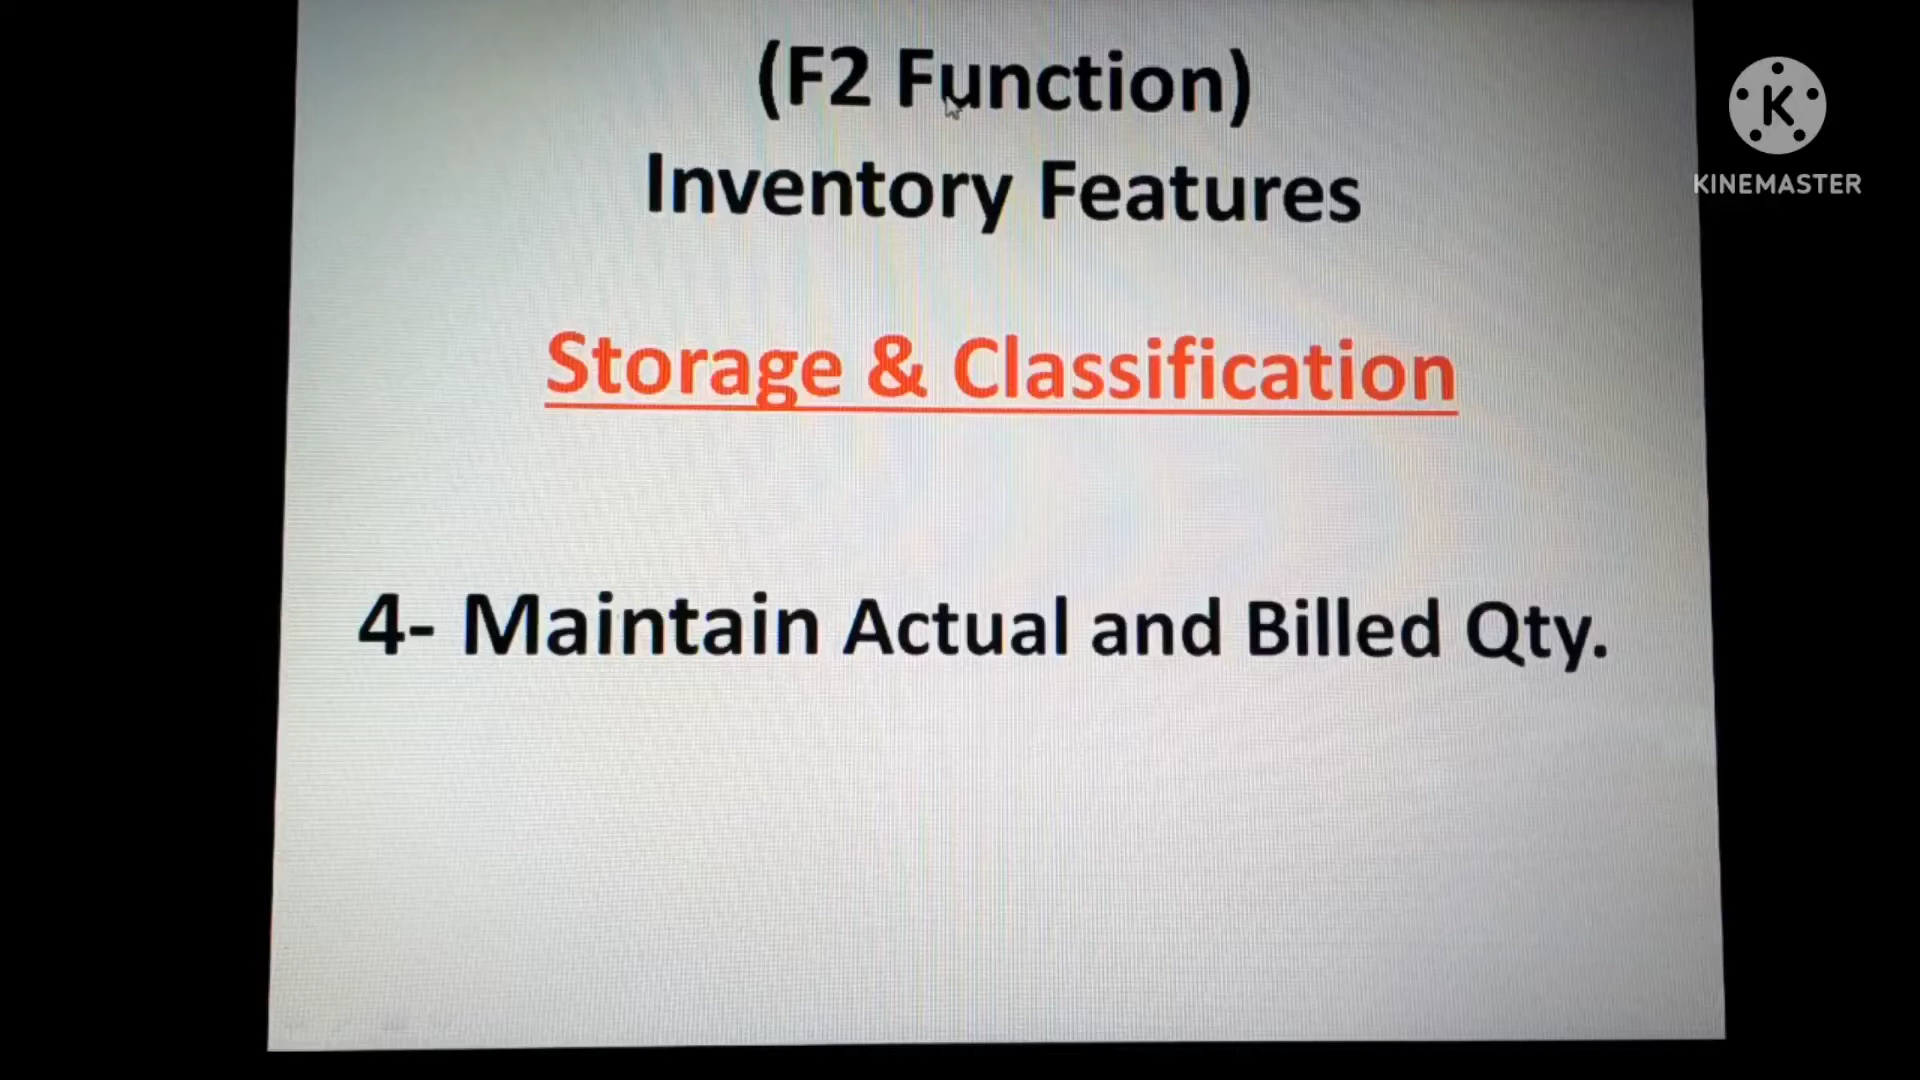 (F2 Function)
Inventory Features
Storage & Classification
4- Maintain Actual and Billed Qty.
K
KINEMASTER